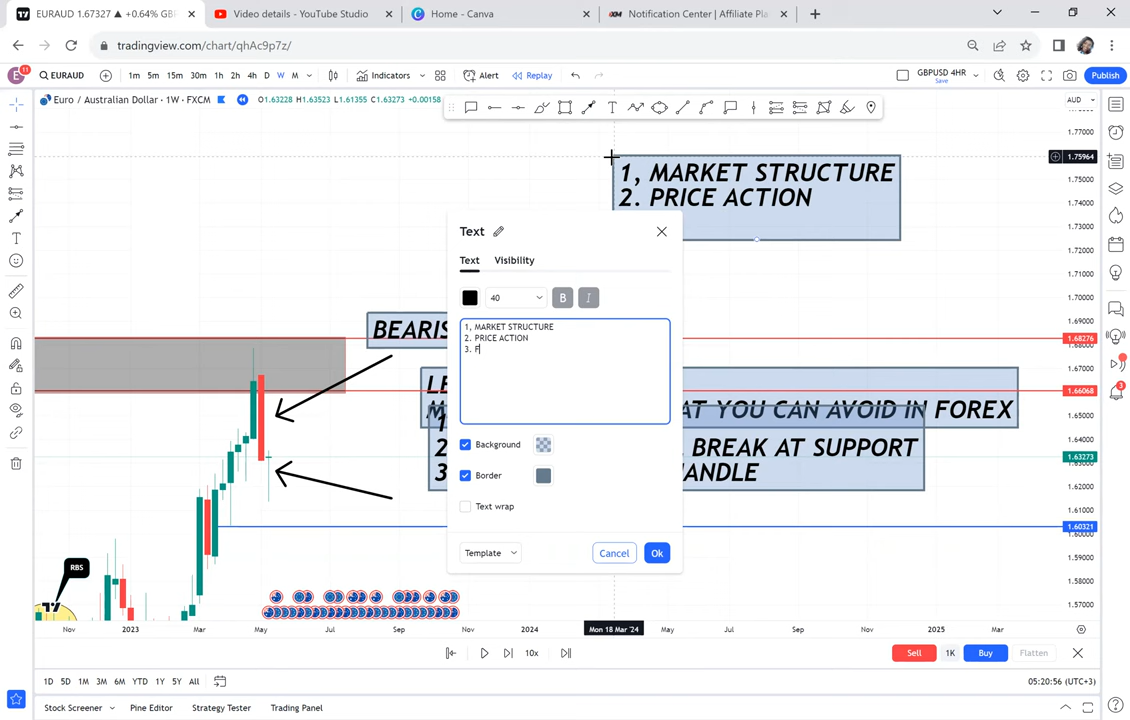 EURAUD 1.67327 ▲ +0.64% GBP
Video details - YouTube Studio
Home - Canva
XM
Notification Center | Affiliate Pla
tradingview.com/chart/qhAc9p7z/
E
11
EURAUD
1m 5m 15m 30m 1h 2h 4h D W M
Indicators
Alert
Replay
GBPUSD 4HR
Save
Publish
Euro / Australian Dollar · 1W · FXCM
O1.63228 H1.63523 L1.61355 C1.63273 +0.00158
AUD
1.77000
1.75964
1.75000
1.74000
1.73000
1.72000
1.71000
1.70000
1.69000
1.68276
1.68000
1.67000
1.66068
1.65000
1.64000
1.63273
1.62000
1.61000
1.60321
1.59000
1.58000
1.57000
1, MARKET STRUCTURE
2. PRICE ACTION
Text
Text Visibility
40
B I
1, MARKET STRUCTURE
2. PRICE ACTION
3. F
Background
Border
Text wrap
Template
Cancel
Ok
BEARIS
LE
M
AT YOU CAN AVOID IN FOREX
1
2
BREAK AT SUPPORT
3
ANDLE
RBS
Nov 2023 Mar May Jul Sep Nov 2024 Mon 18 Mar '24 May Jul Sep Nov 2025 Mar
10x
Sell
1K
Buy
Flatten
1D 5D 1M 3M 6M YTD 1Y 5Y All
05:20:56 (UTC+3)
Stock Screener
Pine Editor
Strategy Tester
Trading Panel
3